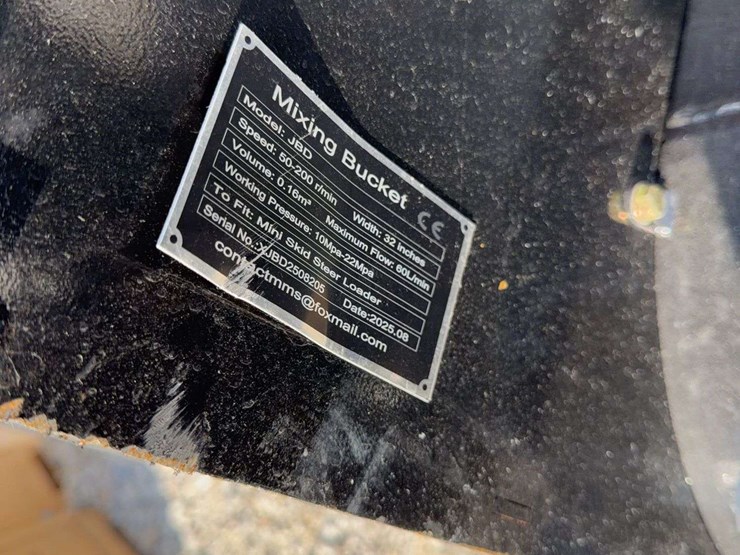 Mixing Bucket CE
Model: JBD Width: 32 inches
Speed: 50-200 r/min Maximum Flow: 60L/min
Volume: 0.16m³
Working Pressure: 10Mpa-22Mpa
To Fit: Mini Skid Steer Loader
Serial No.:XJBD2508205 Date:2025.08
contactmms@foxmail.com